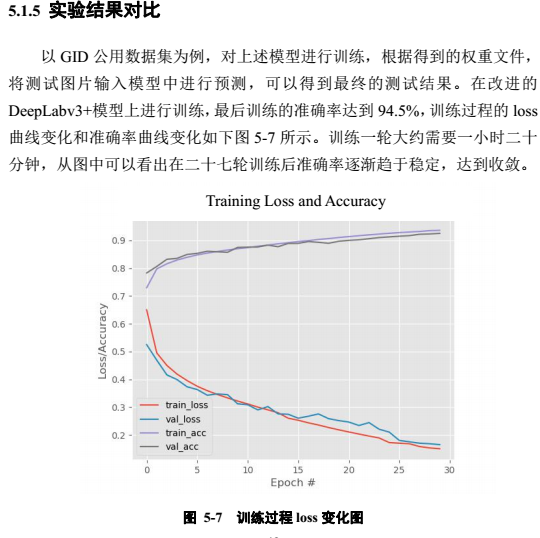 5.1.5 实验结果对比
以 GID 公用数据集为例，对上述模型进行训练，根据得到的权重文件，
将测试图片输入模型中进行预测，可以得到最终的测试结果。在改进的
DeepLabv3+模型上进行训练,最后训练的准确率达到 94.5%,训练过程的 loss
曲线变化和准确率曲线变化如下图 5-7 所示。训练一轮大约需要一小时二十
分钟，从图中可以看出在二十七轮训练后准确率逐渐趋于稳定，达到收敛。
Training Loss and Accuracy
Loss/Accuracy
0.9
0.8
0.7
0.6
0.5
0.4
0.3
0.2
train_loss
val_loss
train_acc
val_acc
0 5 10 15 20 25 30
Epoch #
图 5-7 训练过程 loss 变化图